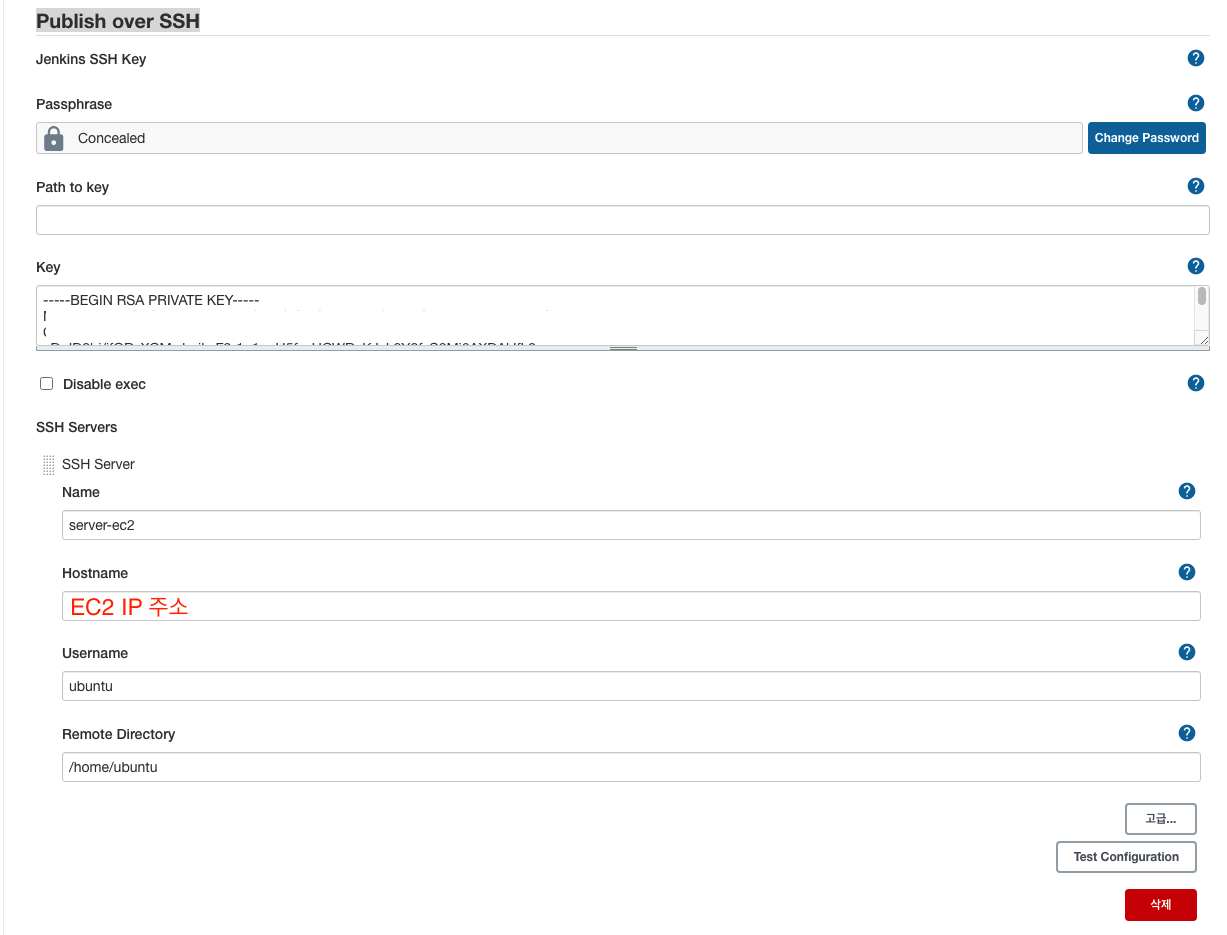 Publish over SSH
Jenkins SSH Key
?
Passphrase
?
Concealed
Change Password
Path to key
?
Key
?
-----BEGIN RSA PRIVATE KEY-----
Disable exec
?
SSH Servers
SSH Server
Name
?
server-ec2
Hostname
?
EC2 IP 주소
Username
?
ubuntu
Remote Directory
?
/home/ubuntu
고급...
Test Configuration
삭제